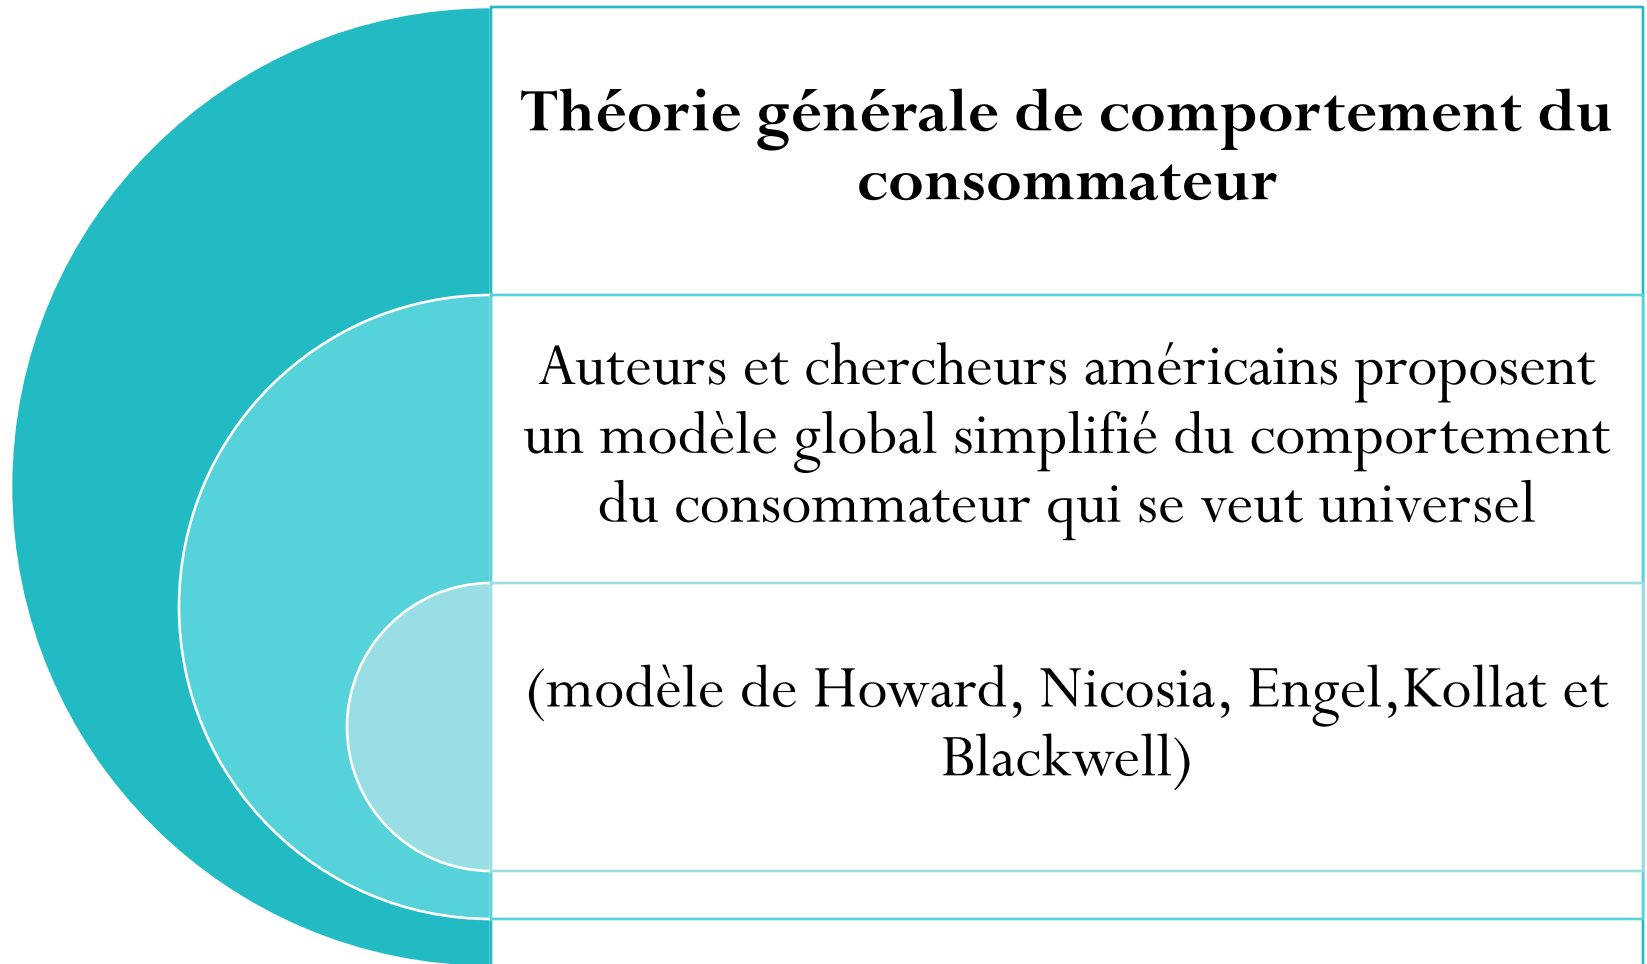 Théorie générale de comportement du
consommateur
Auteurs et chercheurs américains proposent
un modèle global simplifié du comportement
du consommateur qui se veut universel
(modèle de Howard, Nicosia, Engel,Kollat et
Blackwell)